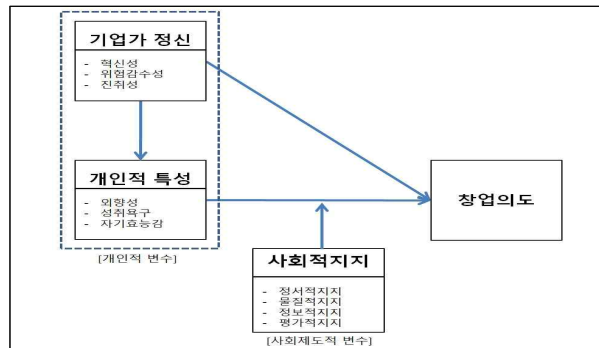 기업가 정신
- 혁신성
- 위험감수성
- 진취성
개인적 특성
- 외향성
- 성취욕구
- 자기효능감
[개인적 변수]
창업의도
사회적지지
- 정서적지지
- 물질적지지
- 정보적지지
- 평가적지지
[사회제도적 변수]